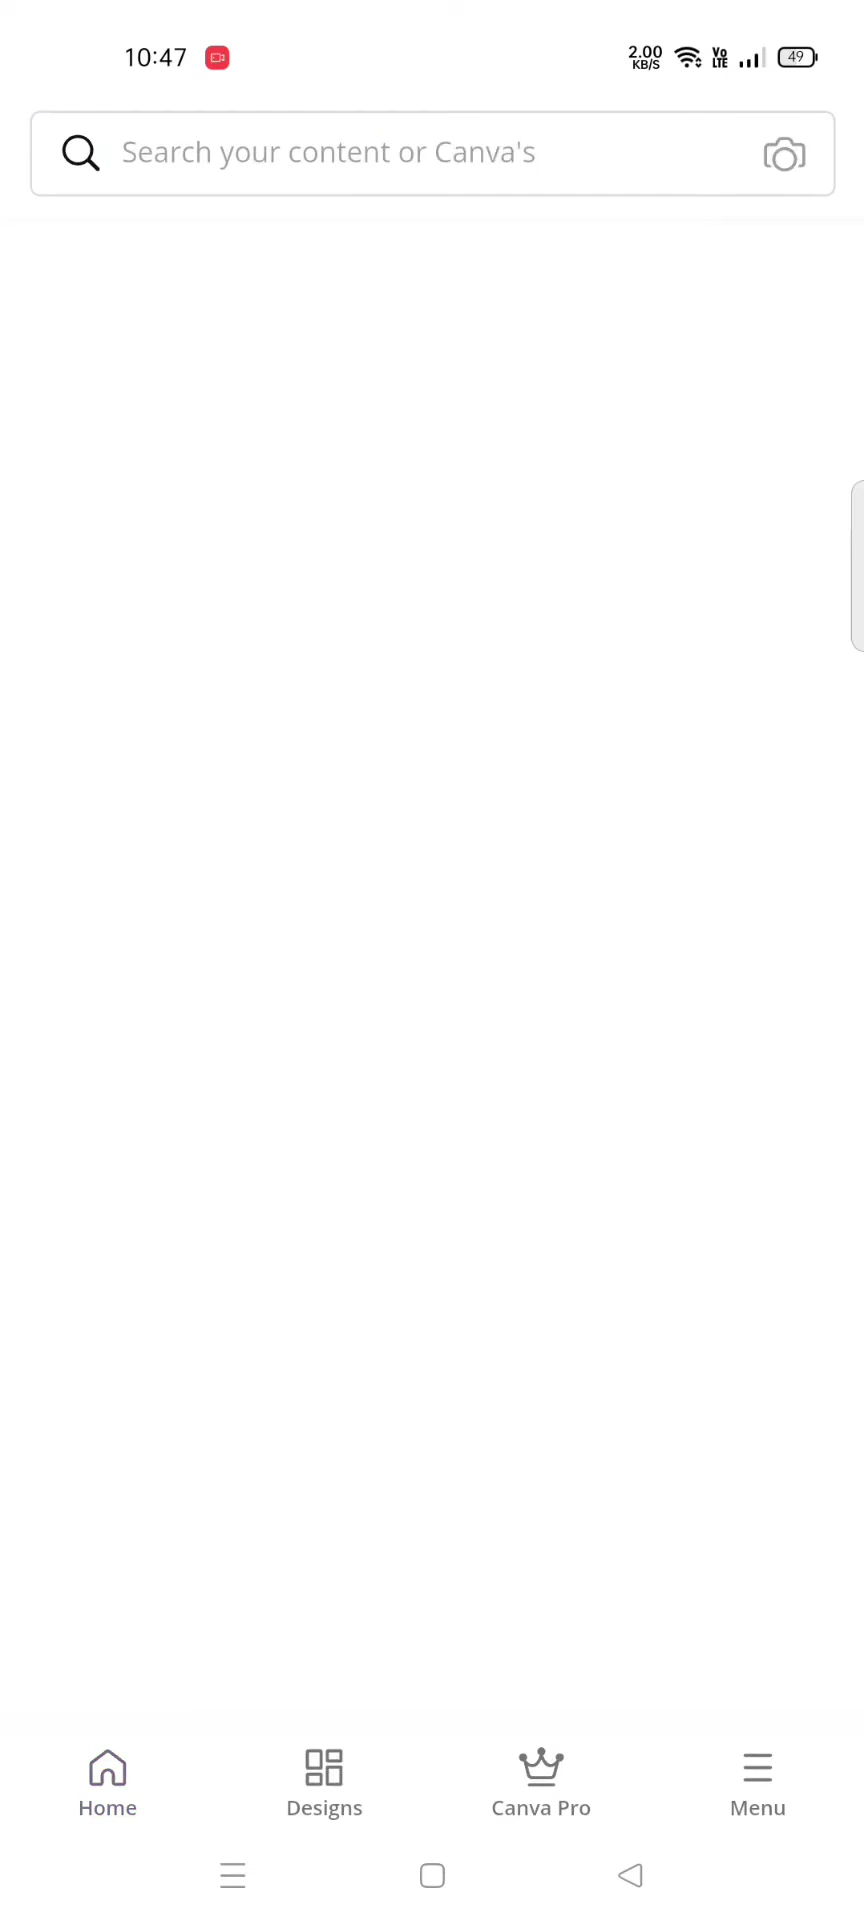 10:47
2.00
KB/S
Vo
LTE
49
Search your content or Canva's
Home
Designs
Canva Pro
Menu